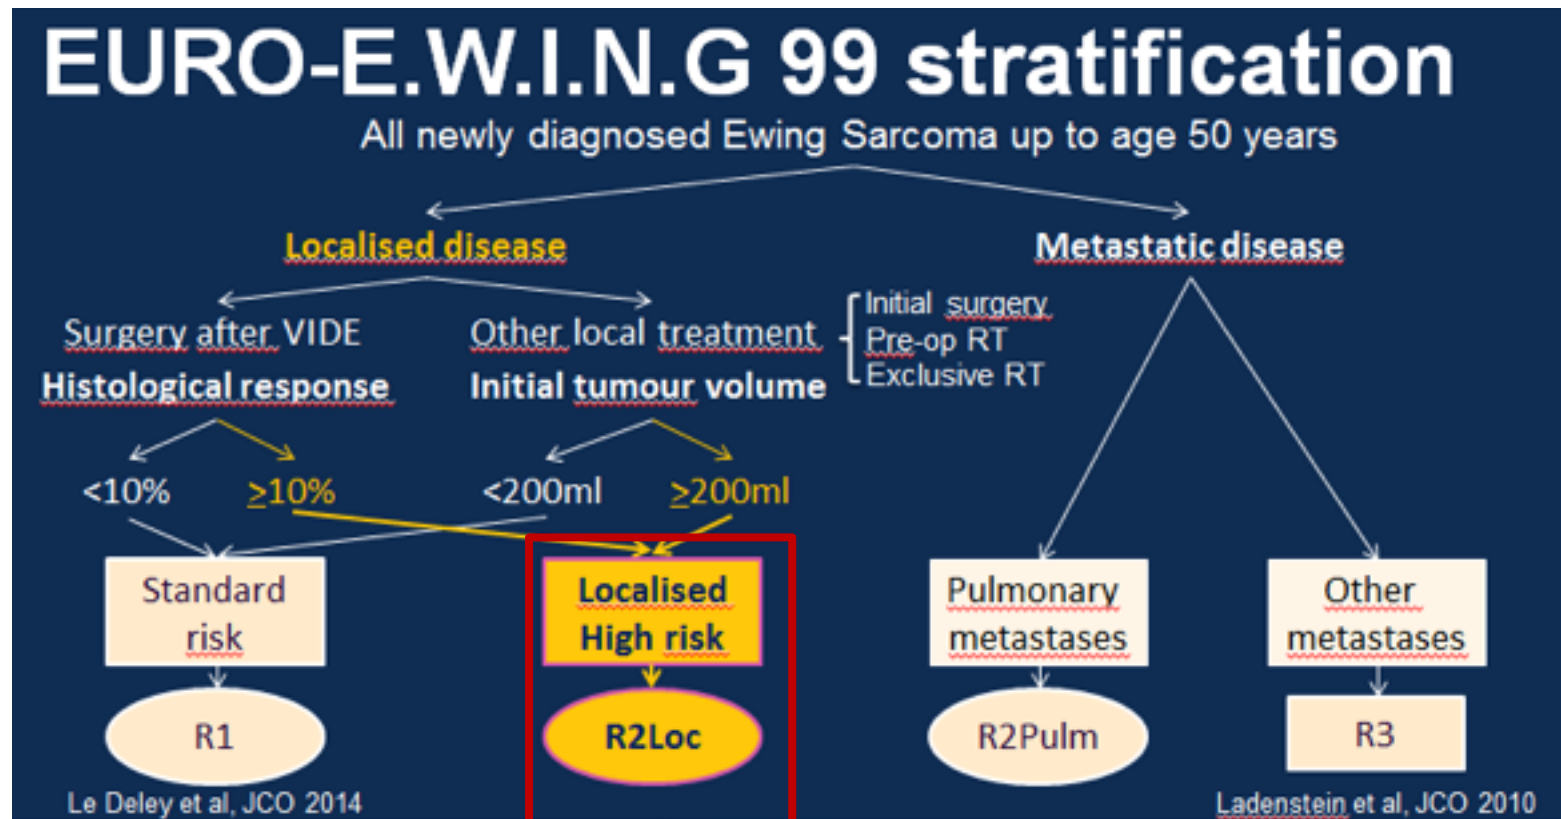 EURO-E.W.I.N.G 99 stratification
All newly diagnosed Ewing Sarcoma up to age 50 years
Localised disease
Metastatic disease
Surgery after VIDE
Histological response
Other local treatment
Initial tumour volume
Initial surgery
Pre-op RT
Exclusive RT
<10%
≥10%
<200ml
≥200ml
Standard
risk
Localised
High risk
Pulmonary
metastases
Other
metastases
R1
R2Loc
R2Pulm
R3
Le Deley et al, JCO 2014
Ladenstein et al, JCO 2010